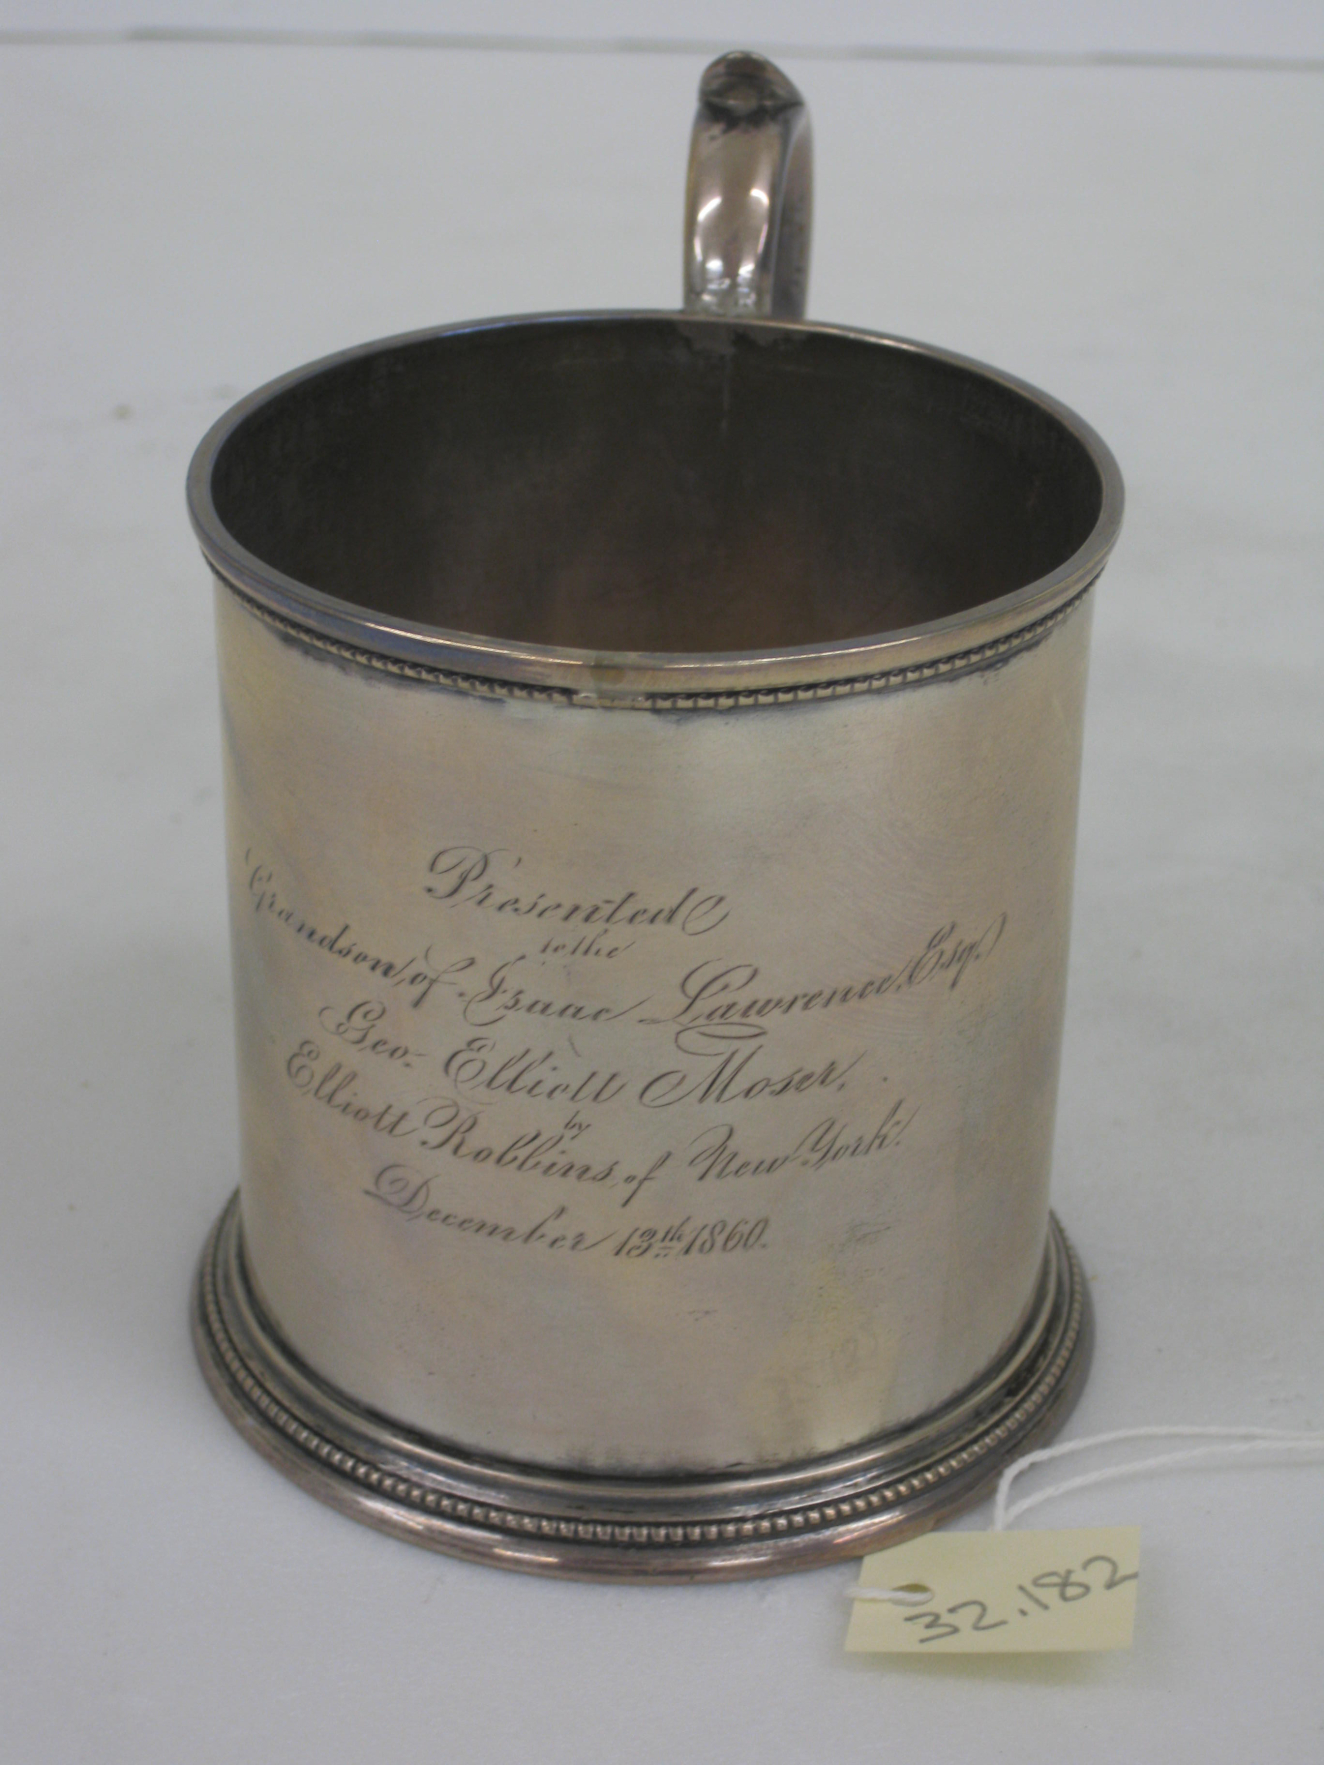 Presented
to the
Grandson, of Isaac Lawrence, Esq.
Geo: Elliott Moser,
by
Elliott Robbins, of New York.
December 13th 1860.
32.182